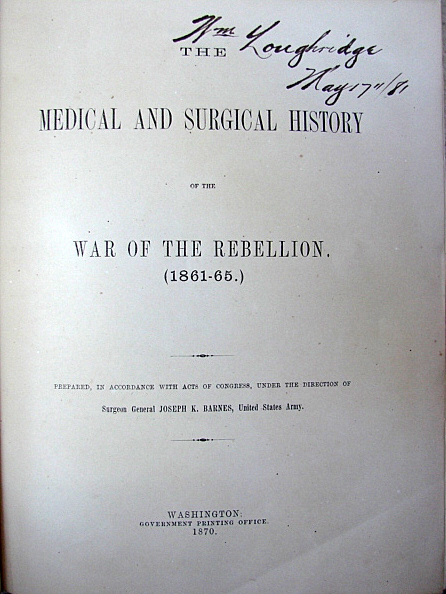 Wm Loughridge
THE
May 17"/81
MEDICAL AND SURGICAL HISTORY
OF THE
WAR OF THE REBELLION.
(1861-65.)
PREPARED, IN ACCORDANCE WITH ACTS OF CONGRESS, UNDER THE DIRECTION OF
Surgeon General JOSEPH K. BARNES, United States Army.
WASHINGTON:
GOVERNMENT PRINTING OFFICE.
1870.